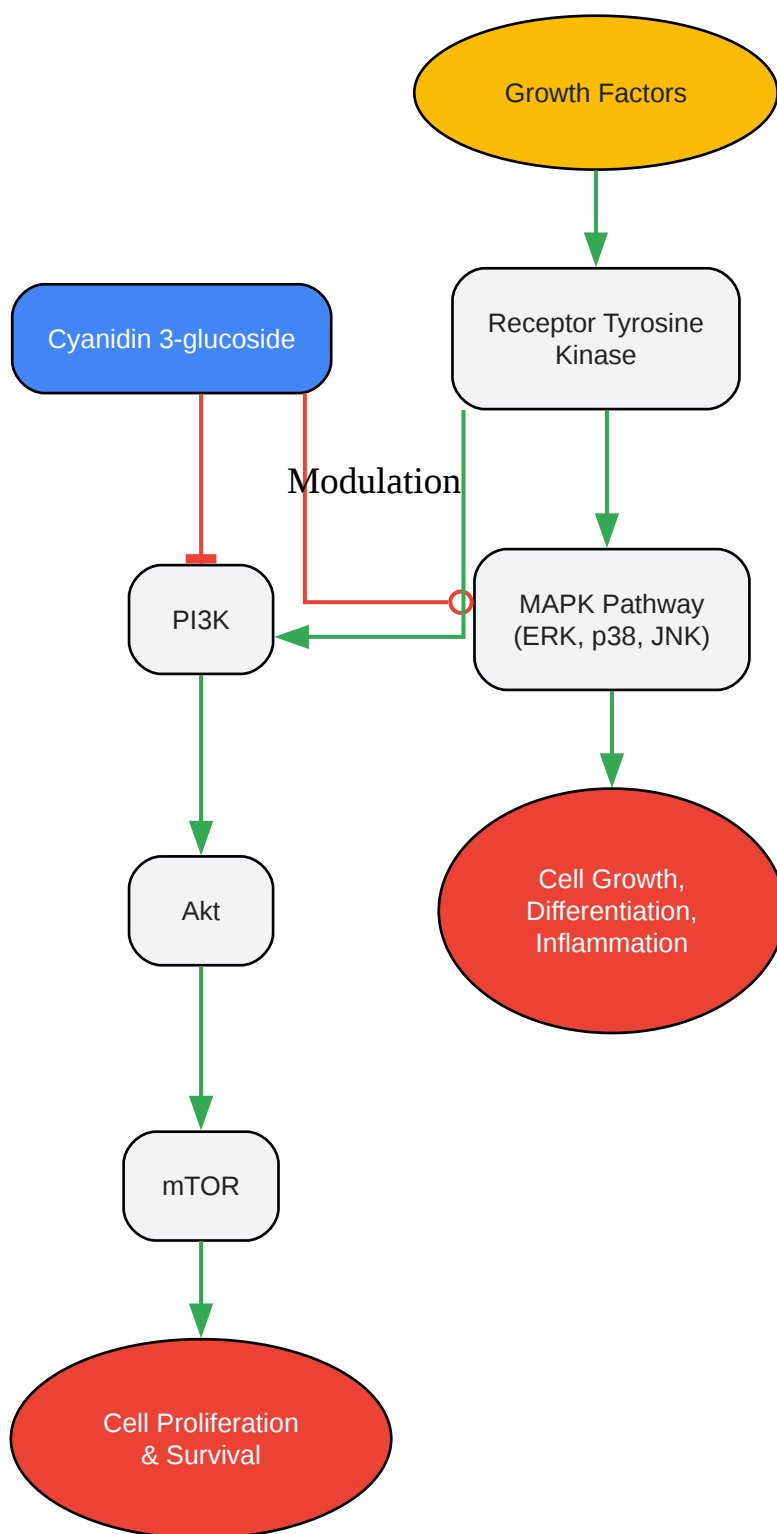 Growth Factors
Receptor Tyrosine
Kinase
Cyanidin 3-glucoside
Modulation
PI3K
MAPK Pathway
(ERK, p38, JNK)
Akt
Cell Growth,
Differentiation,
Inflammation
mTOR
Cell Proliferation
& Survival